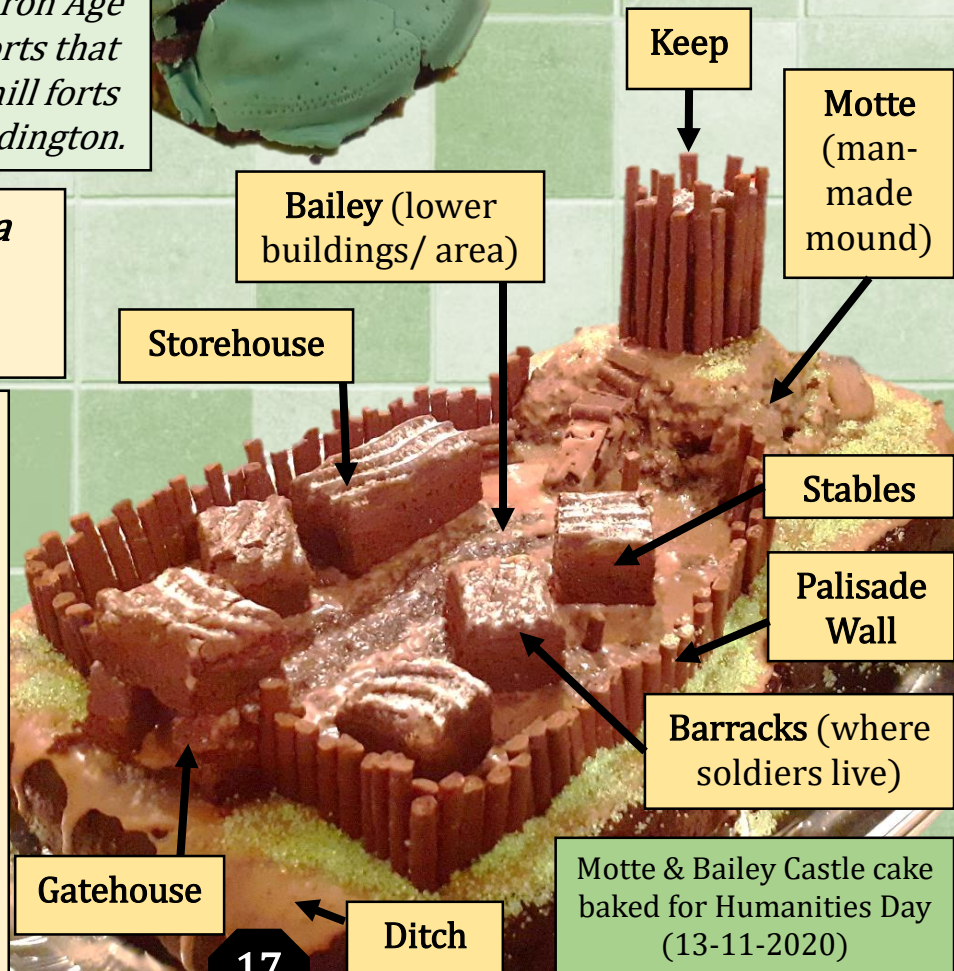 ron Age
orts that
hill forts
dington.
a
Keep
Motte
(man-
made
mound)
Bailey (lower
buildings/ area)
Storehouse
Stables
Palisade
Wall
Barracks (where
soldiers live)
Gatehouse
Ditch
Motte & Bailey Castle cake
baked for Humanities Day
(13-11-2020)
17